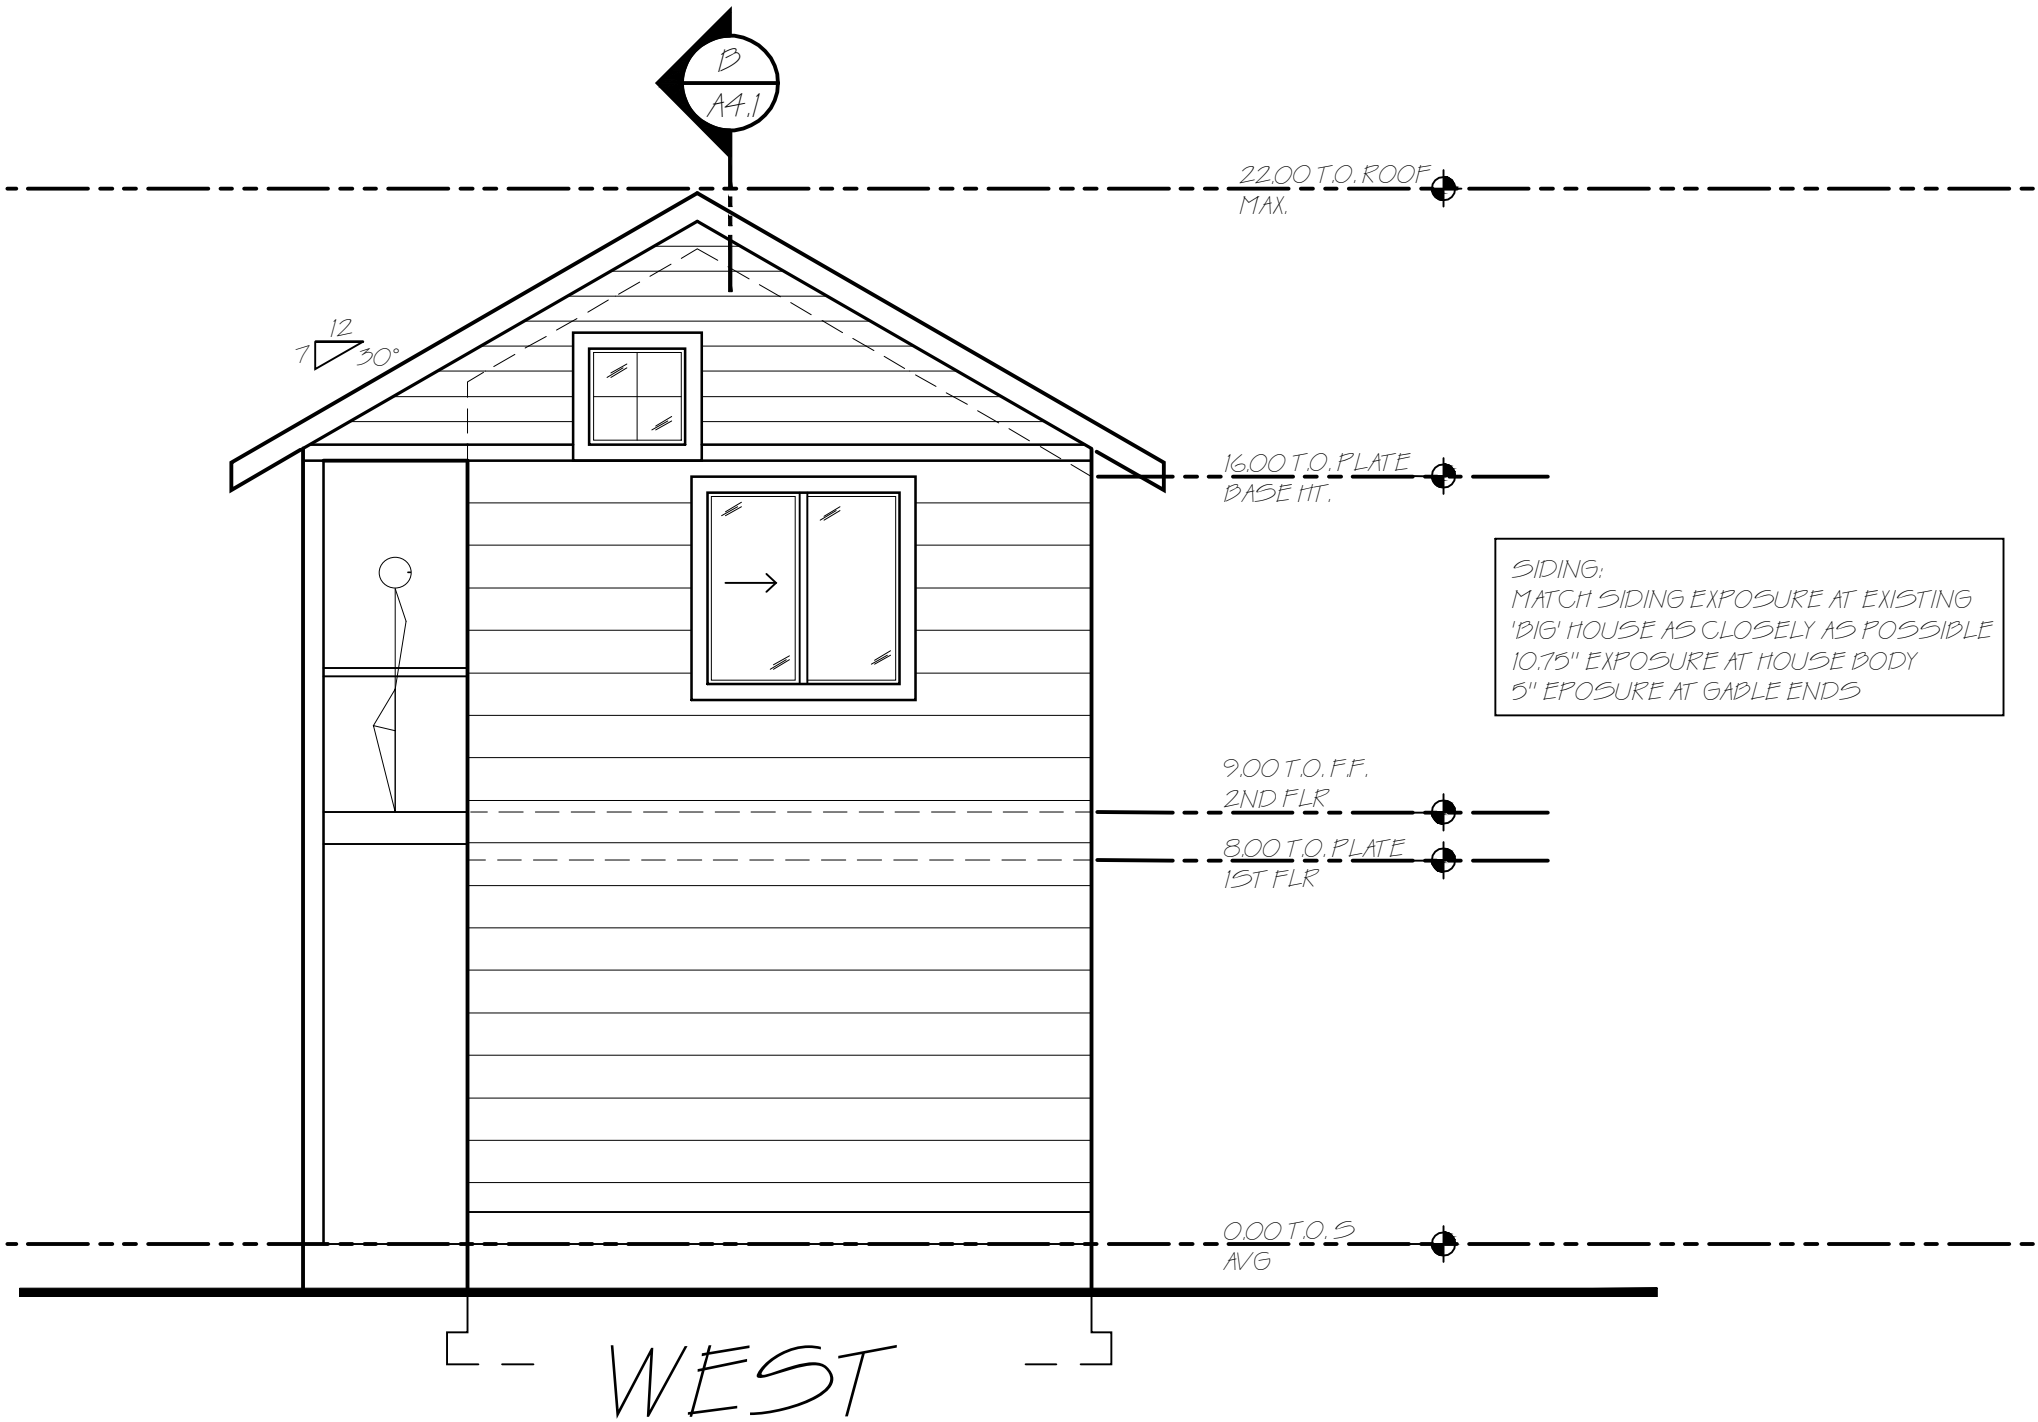 B
A4.1
22.00 T.O. ROOF
MAX.
12
7
30°
16.00 T.O. PLATE
BASE HT.
SIDING:
MATCH SIDING EXPOSURE AT EXISTING
'BIG' HOUSE AS CLOSELY AS POSSIBLE
10.75" EXPOSURE AT HOUSE BODY
5" EPOSURE AT GABLE ENDS
9.00 T.O. F.F.
2ND FLR
8.00 T.O. PLATE
1ST FLR
0.00 T.O.S
AVG
WEST